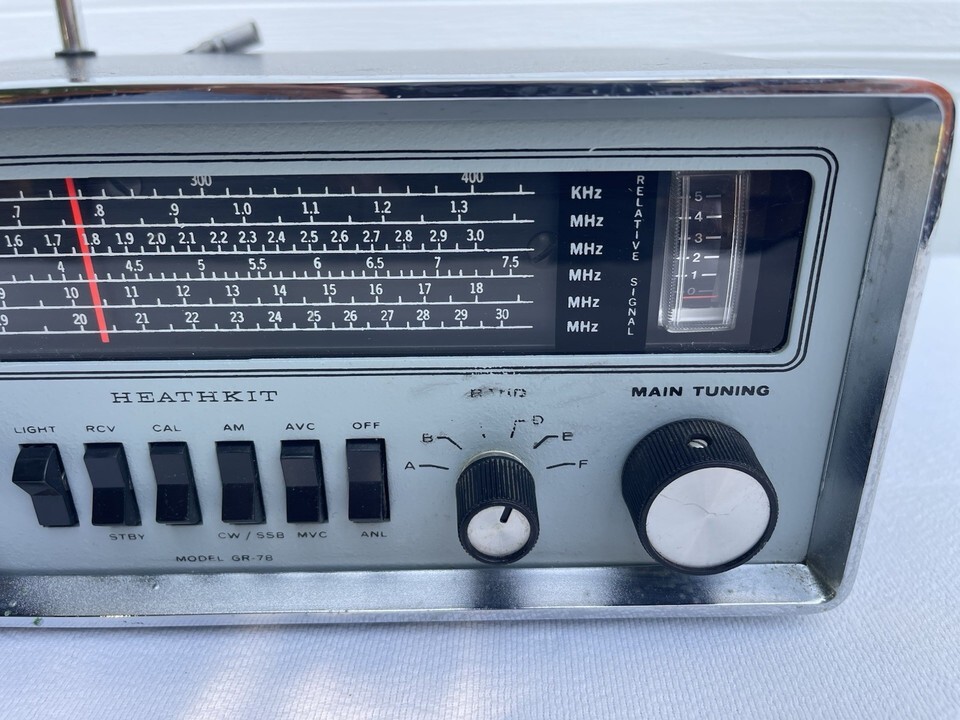 300 400 KHz
.7 .8 .9 1.0 1.1 1.2 1.3 MHz
1.6 1.7 1.8 1.9 2.0 2.1 2.2 2.3 2.4 2.5 2.6 2.7 2.8 2.9 3.0 MHz
4 4.5 5 5.5 6 6.5 7 7.5 MHz
9 10 11 12 13 14 15 16 17 18 MHz
19 20 21 22 23 24 25 26 27 28 29 30 MHz
RELATIVE SIGNAL
5
4
3
2
1
0
HEATHKIT
BAND
MAIN TUNING
LIGHT RCV CAL AM AVC OFF
A B D E F
STBY CW / SSB MVC ANL
MODEL GR-78